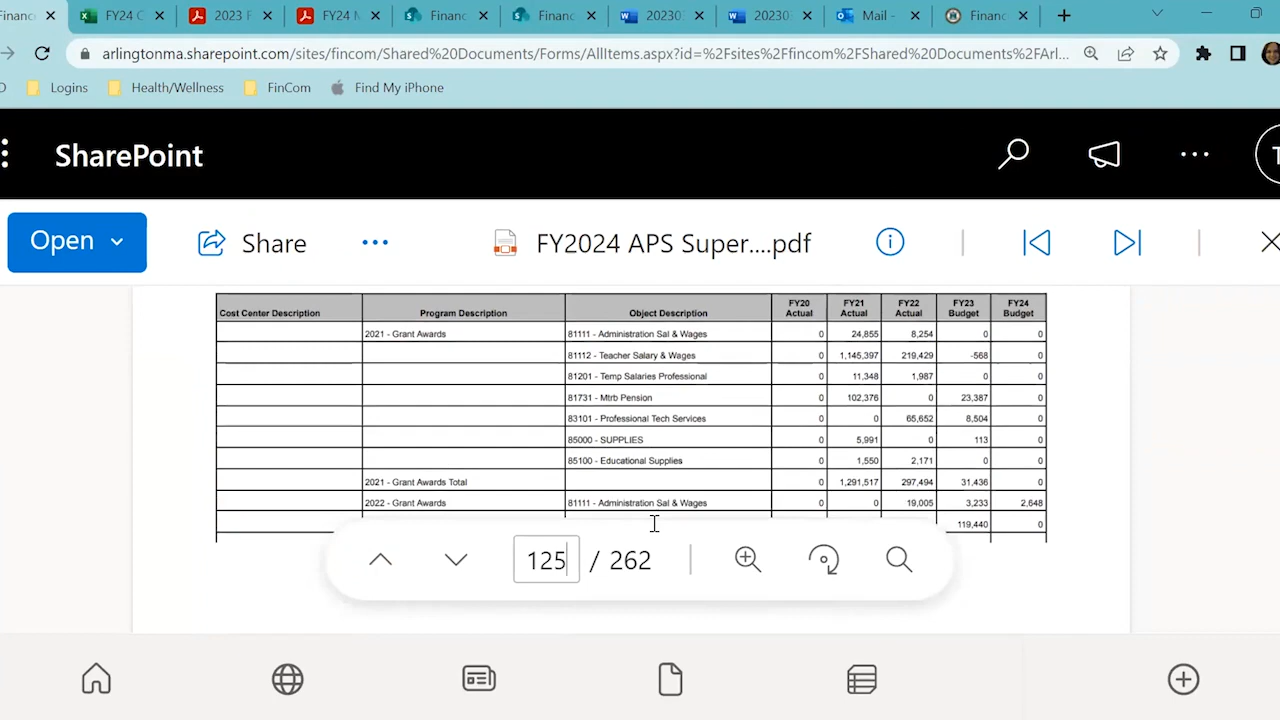 Financ × FY24 C × 2023 F × FY24 M × Financ × Financ × 20230 × 20230 × Mail - × Financ ×
arlingtonma.sharepoint.com/sites/fincom/Shared%20Documents/Forms/AllItems.aspx?id=%2Fsites%2Ffincom%2FShared%20Documents%2FArl...
Logins Health/Wellness FinCom Find My iPhone
SharePoint
Open Share FY2024 APS Super....pdf
Cost Center Description Program Description Object Description FY20 Actual FY21 Actual FY22 Actual FY23 Budget FY24 Budget
2021 - Grant Awards 81111 - Administration Sal & Wages 0 24,855 8,254 0 0
81112 - Teacher Salary & Wages 0 1,145,397 219,429 -568 0
81201 - Temp Salaries Professional 0 11,348 1,987 0 0
81731 - Mtrb Pension 0 102,376 0 23,387 0
83101 - Professional Tech Services 0 0 65,652 8,504 0
85000 - SUPPLIES 0 5,991 0 113 0
85100 - Educational Supplies 0 1,550 2,171 0 0
2021 - Grant Awards Total 0 1,291,517 297,494 31,436 0
2022 - Grant Awards 81111 - Administration Sal & Wages 0 0 19,005 3,233 2,648
119,440 0
125 / 262